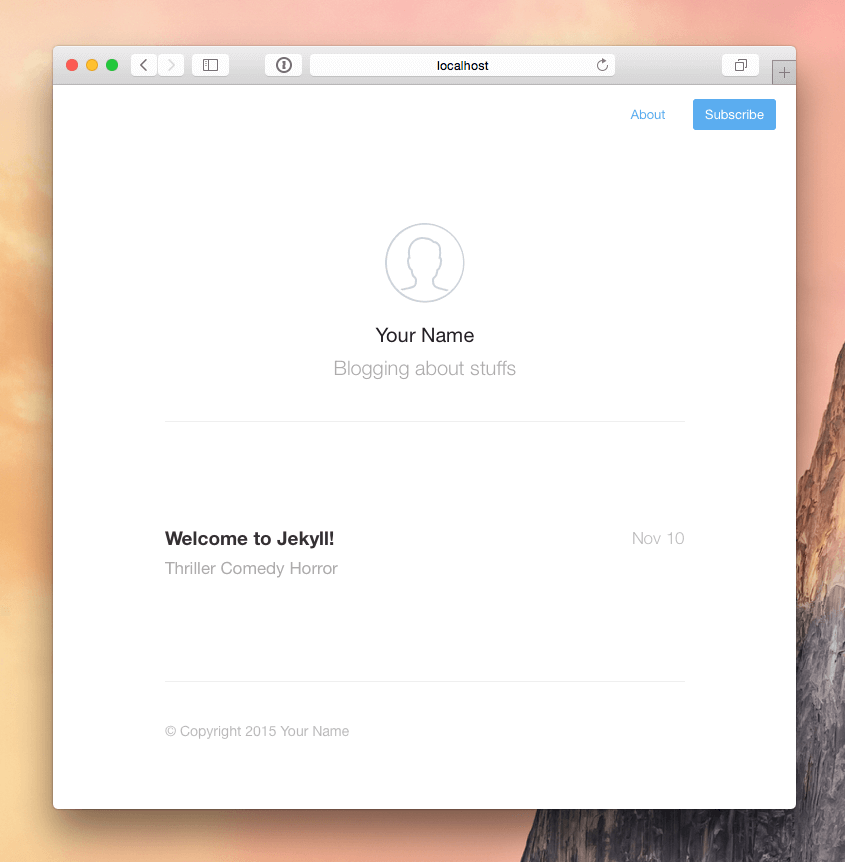 localhost
About
Subscribe
Your Name
Blogging about stuffs
Welcome to Jekyll!
Nov 10
Thriller Comedy Horror
© Copyright 2015 Your Name